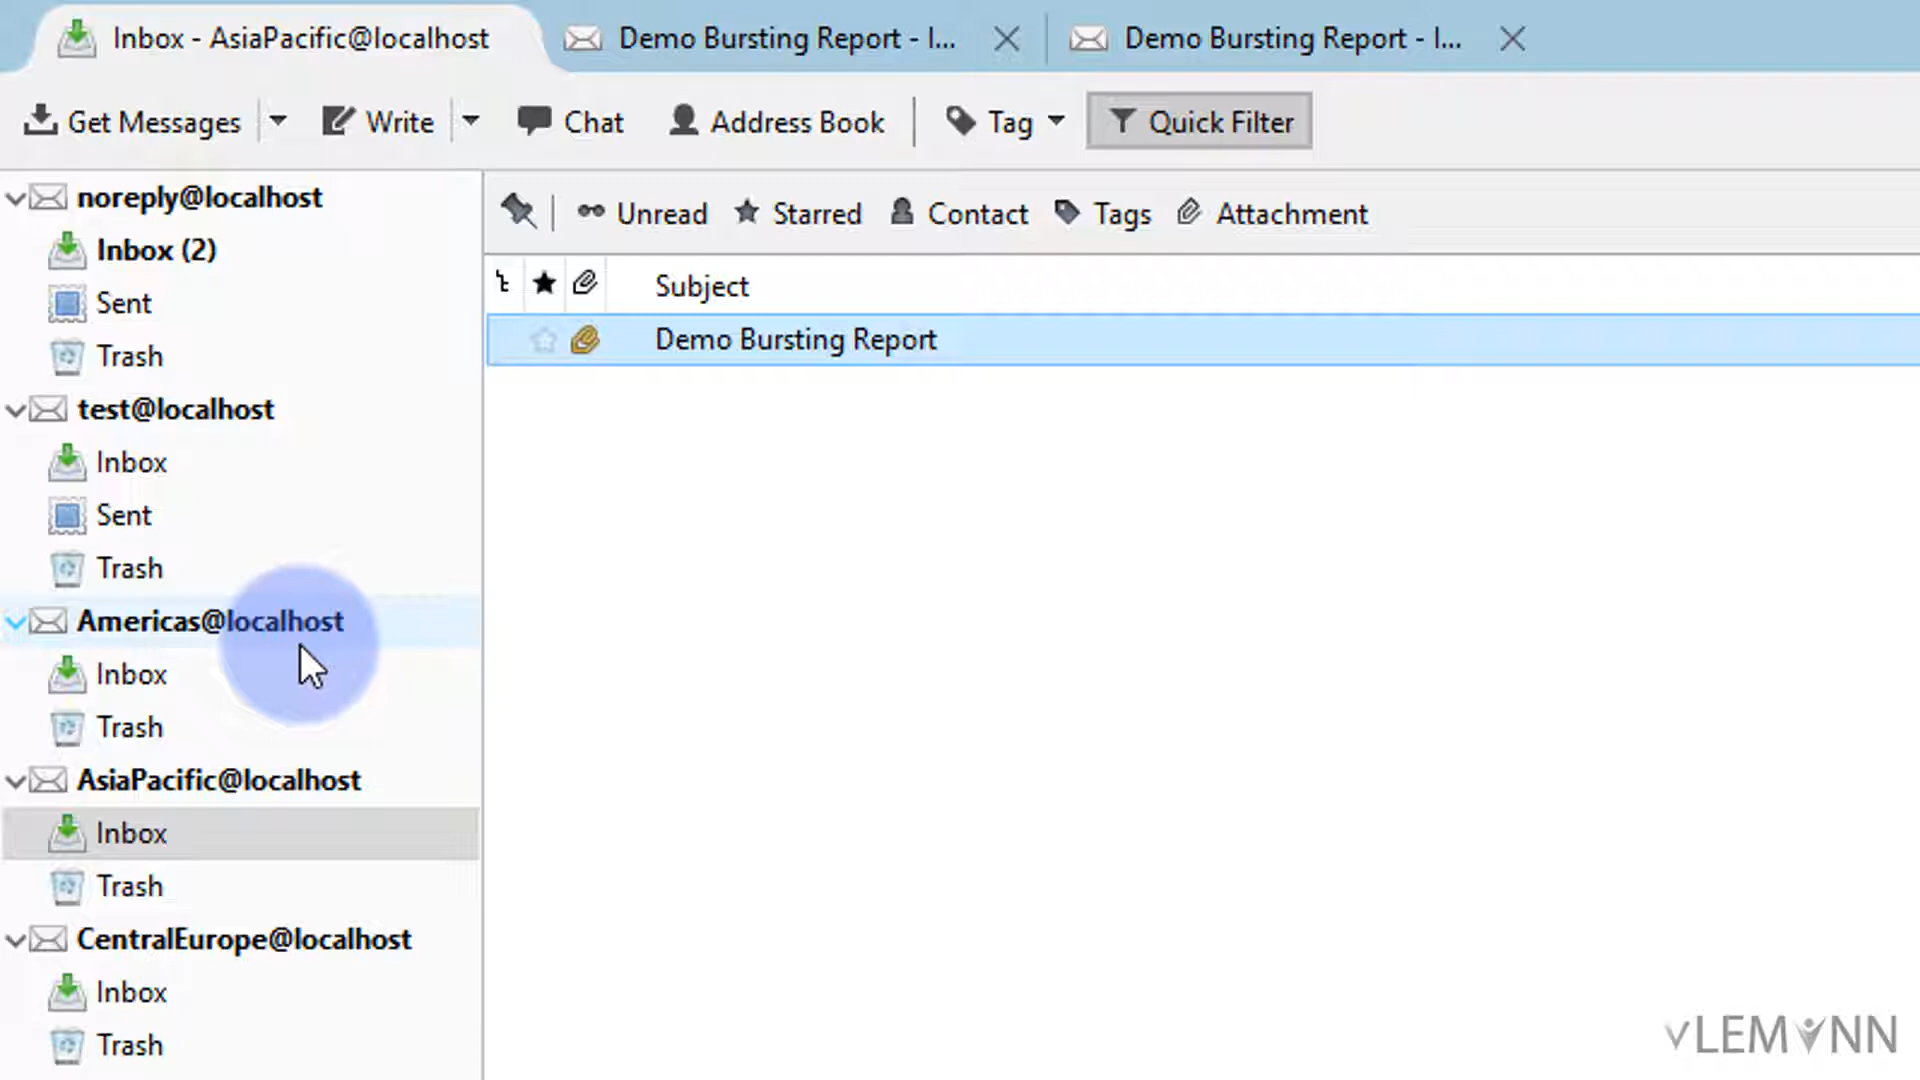 Inbox - AsiaPacific@localhost
Demo Bursting Report - I...
Demo Bursting Report - I...
Get Messages
Write
Chat
Address Book
Tag
Quick Filter
noreply@localhost
Inbox (2)
Sent
Trash
test@localhost
Inbox
Sent
Trash
Americas@localhost
Inbox
Trash
AsiaPacific@localhost
Inbox
Trash
CentralEurope@localhost
Inbox
Trash
Unread
Starred
Contact
Tags
Attachment
Subject
Demo Bursting Report